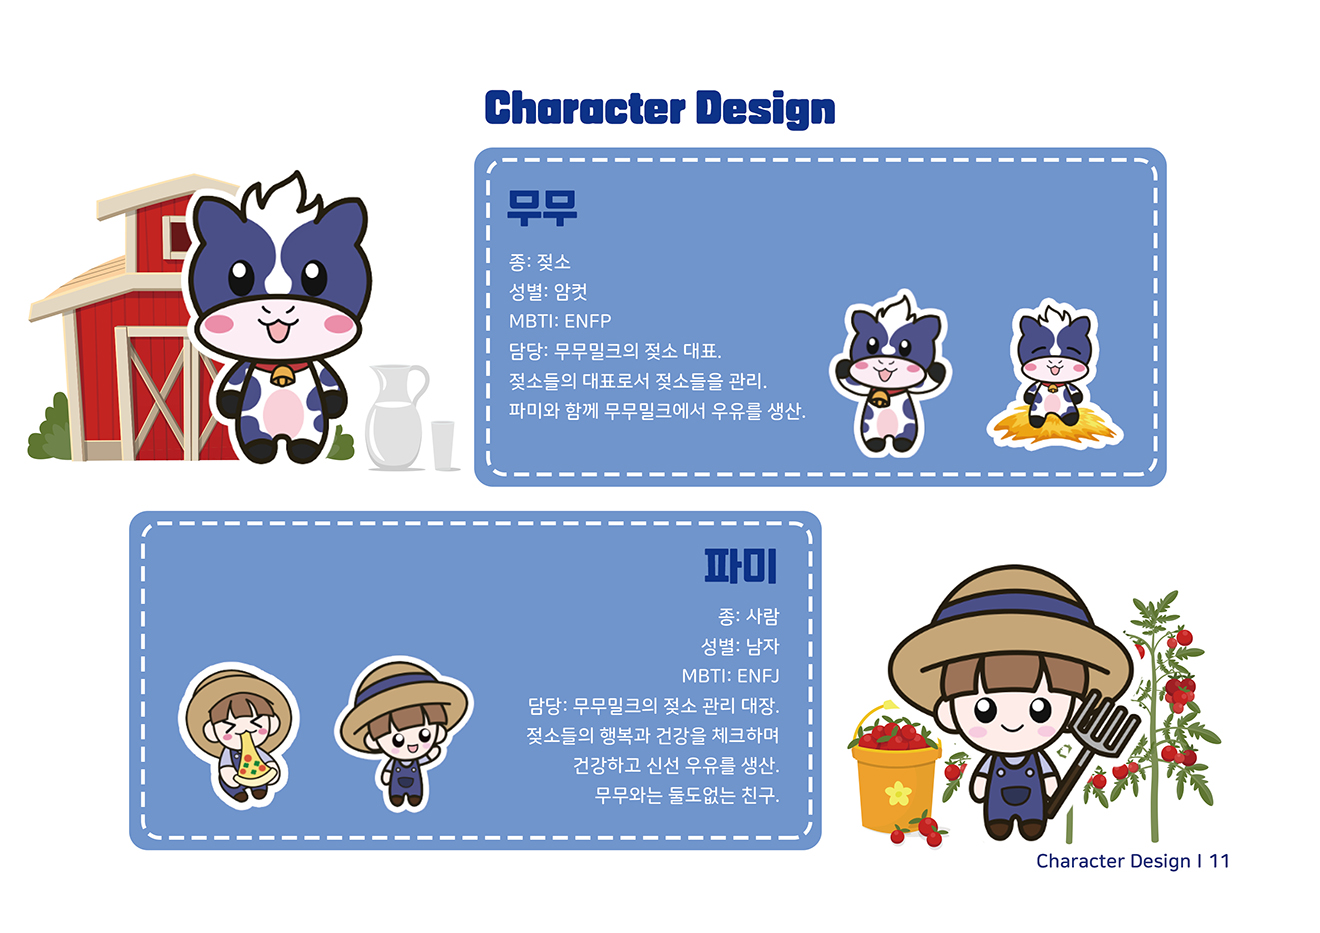 Character Design
무무
종: 젖소
성별: 암컷
MBTI: ENFP
담당: 무무밀크의 젖소 대표.
젖소들의 대표로서 젖소들을 관리.
파미와 함께 무무밀크에서 우유를 생산.
파미
종: 사람
성별: 남자
MBTI: ENFJ
담당: 무무밀크의 젖소 관리 대장.
젖소들의 행복과 건강을 체크하며
건강하고 신선 우유를 생산.
무무와는 둘도없는 친구.
Character Design I 11